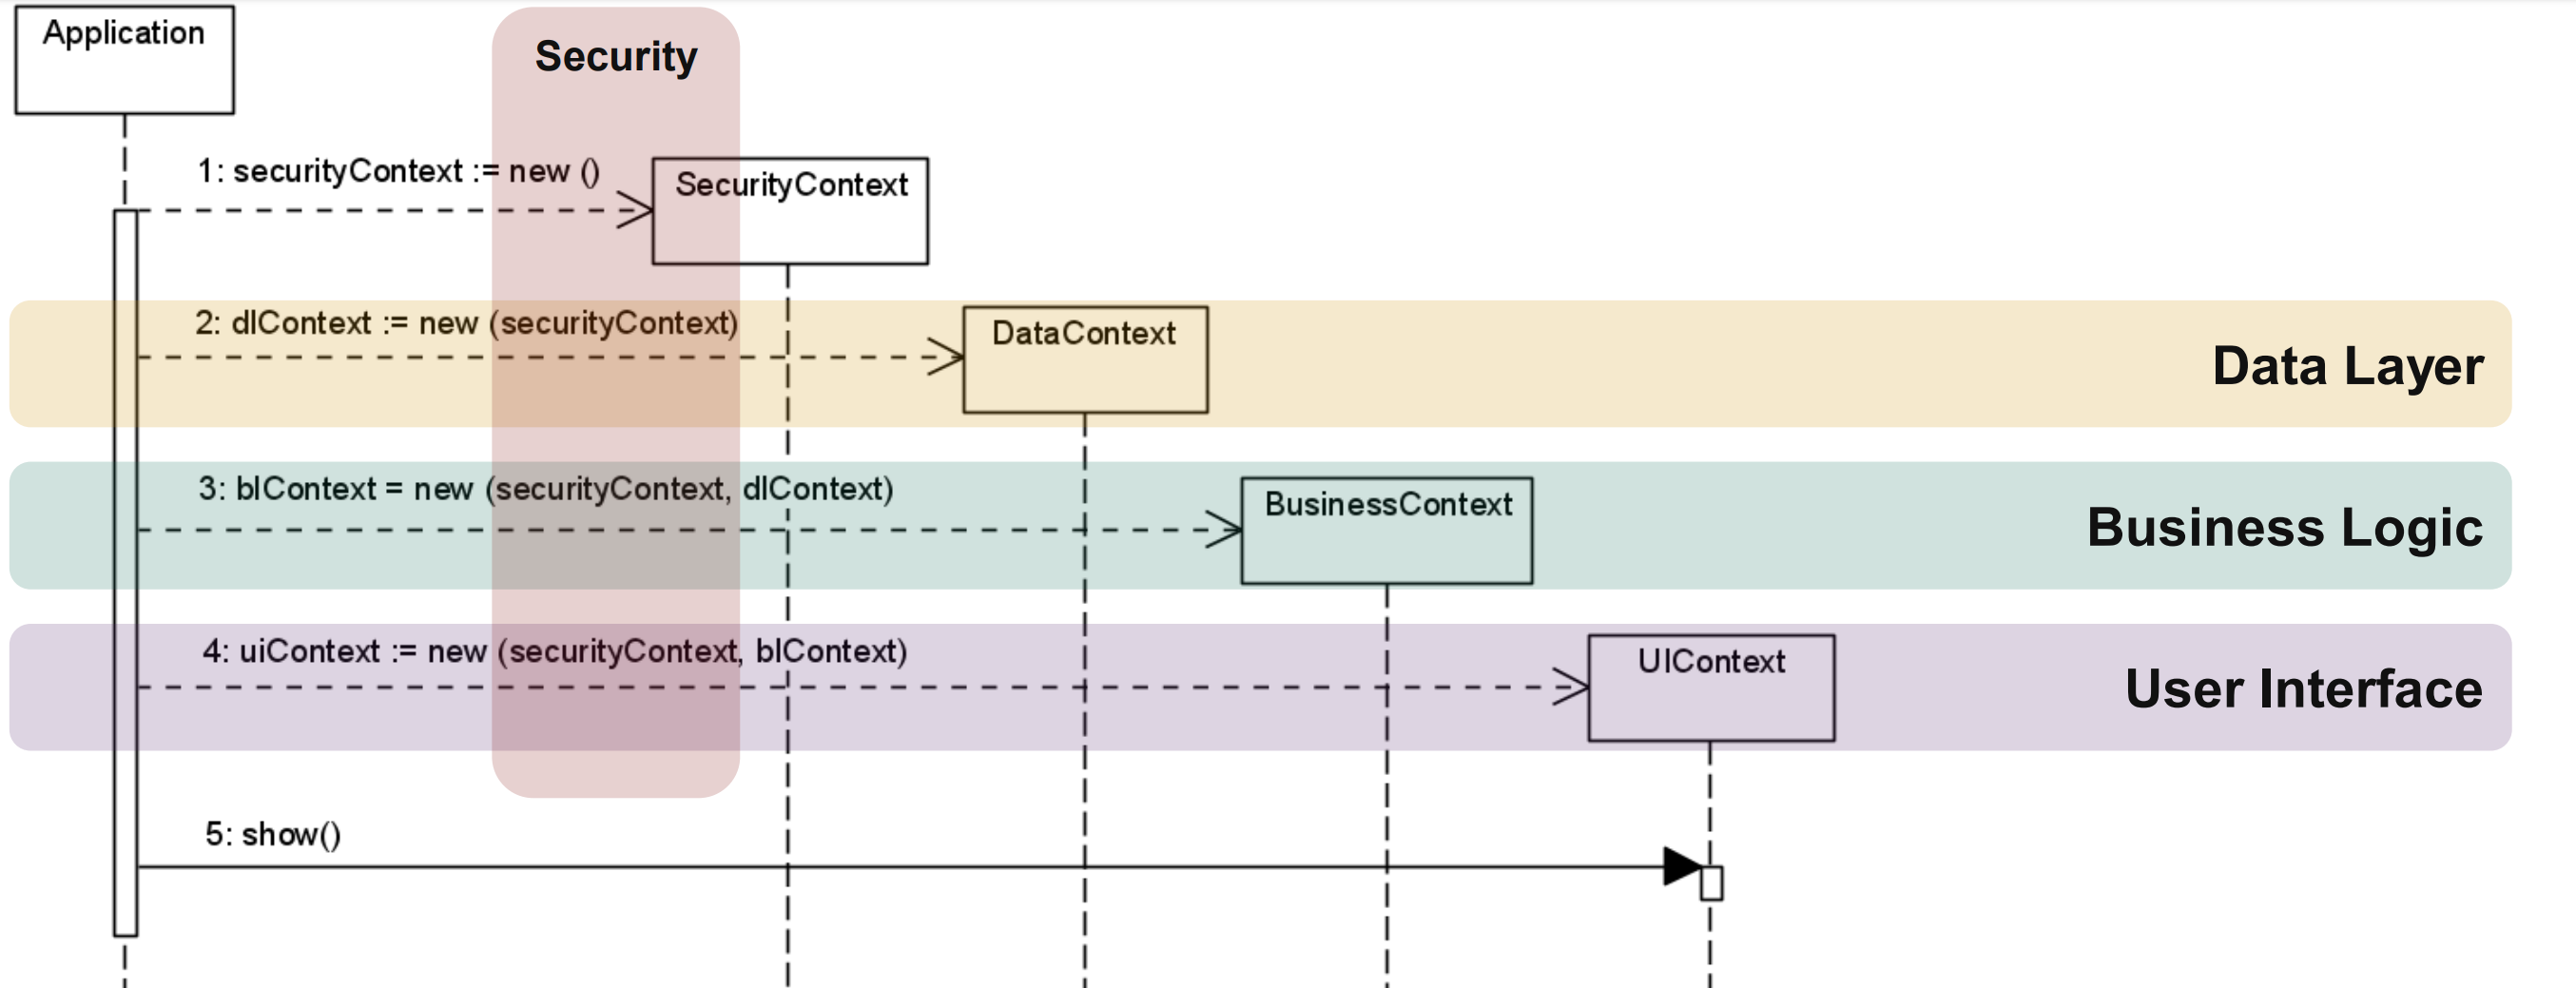 Application
Security
1: securityContext := new ()
SecurityContext
2: dlContext := new (securityContext)
DataContext
Data Layer
3: blContext = new (securityContext, dlContext)
BusinessContext
Business Logic
4: uiContext := new (securityContext, blContext)
UIContext
User Interface
5: show()